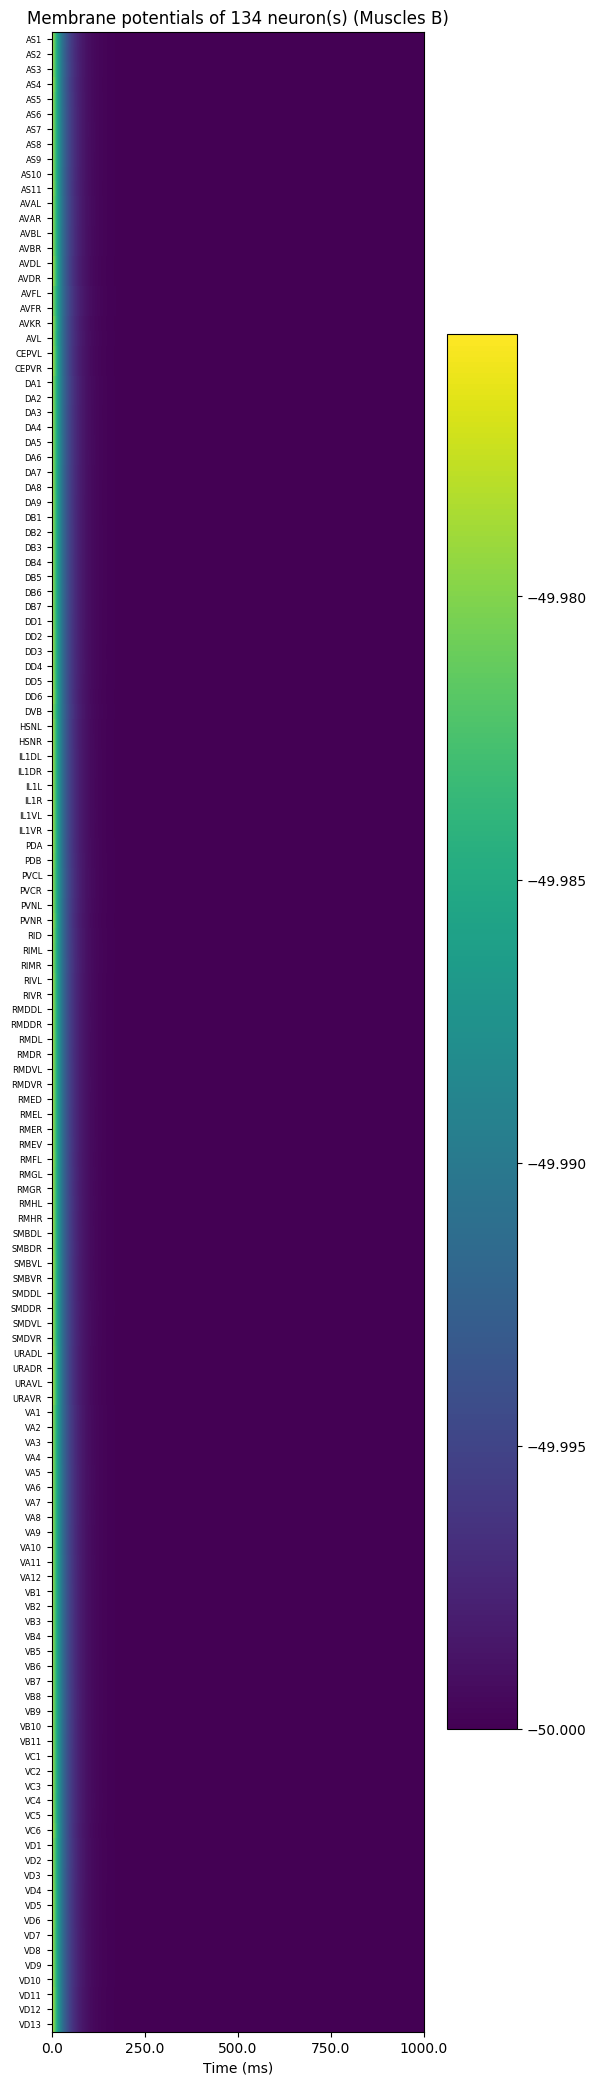 Membrane potentials of 134 neuron(s) (Muscles B)
AS1
AS2
AS3
AS4
AS5
AS6
AS7
AS8
AS9
AS10
AS11
AVAL
AVAR
AVBL
AVBR
AVDL
AVDR
AVFL
AVFR
AVKR
AVL
CEPVL
CEPVR
DA1
DA2
DA3
DA4
DA5
DA6
DA7
DA8
DA9
DB1
DB2
DB3
DB4
DB5
DB6
DB7
DD1
DD2
DD3
DD4
DD5
DD6
DVB
HSNL
HSNR
IL1DL
IL1DR
IL1L
IL1R
IL1VL
IL1VR
PDA
PDB
PVCL
PVCR
PVNL
PVNR
RID
RIML
RIMR
RIVL
RIVR
RMDDL
RMDDR
RMDL
RMDR
RMDVL
RMDVR
RMED
RMEL
RMER
RMEV
RMFL
RMGL
RMGR
RMHL
RMHR
SMBDL
SMBDR
SMBVL
SMBVR
SMDDL
SMDDR
SMDVL
SMDVR
URADL
URADR
URAVL
URAVR
VA1
VA2
VA3
VA4
VA5
VA6
VA7
VA8
VA9
VA10
VA11
VA12
VB1
VB2
VB3
VB4
VB5
VB6
VB7
VB8
VB9
VB10
VB11
VC1
VC2
VC3
VC4
VC5
VC6
VD1
VD2
VD3
VD4
VD5
VD6
VD7
VD8
VD9
VD10
VD11
VD12
VD13
0.0 250.0 500.0 750.0 1000.0
Time (ms)
−49.980
−49.985
−49.990
−49.995
−50.000